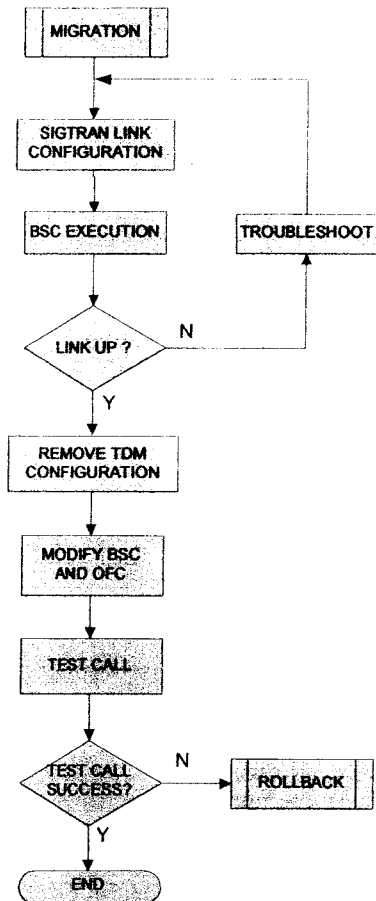 MIGRATION
SIGTRAN LINK
CONFIGURATION
BSC EXECUTION
TROUBLESHOOT
LINK UP ?
N
Y
REMOVE TDM
CONFIGURATION
MODIFY BSC
AND OFC
TEST CALL
TEST CALL
SUCCESS?
N
ROLLBACK
Y
END